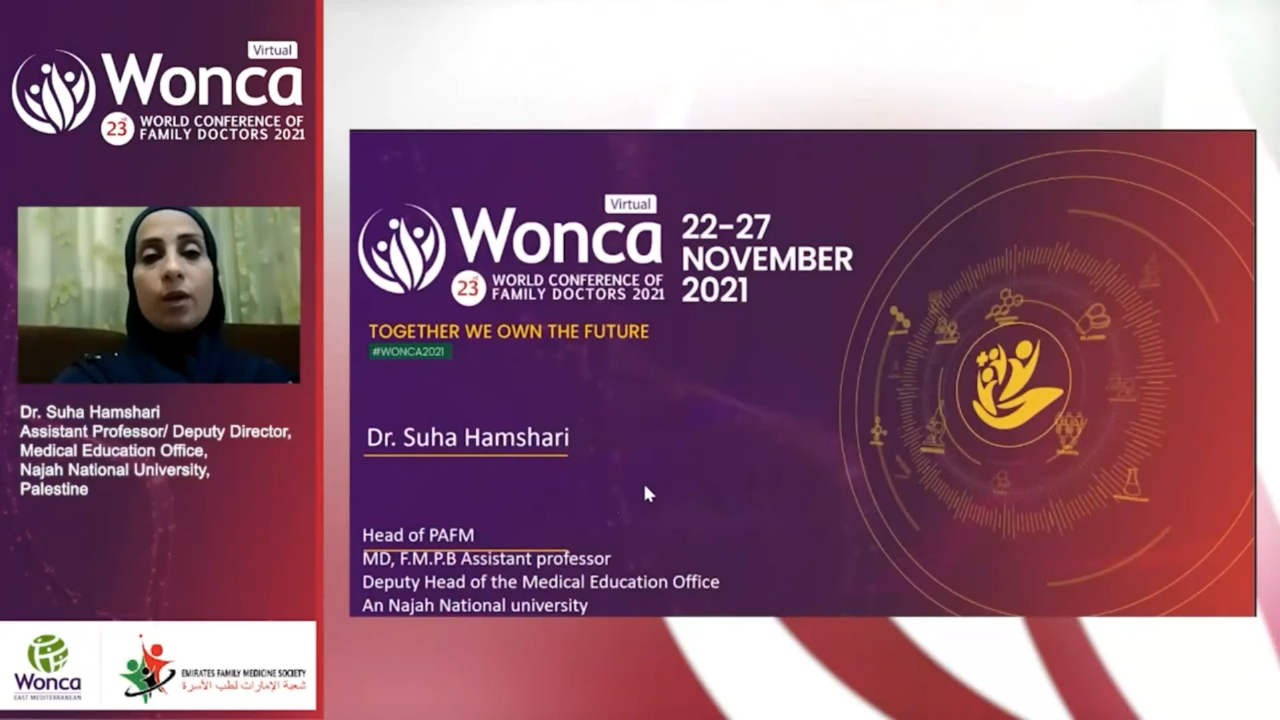 Virtual
Wonca
23rd WORLD CONFERENCE OF
FAMILY DOCTORS 2021
Dr. Suha Hamshari
Assistant Professor/ Deputy Director,
Medical Education Office,
Najah National University,
Palestine
Wonca
EAST MEDITERRANEAN
EMIRATES FAMILY MEDICINE SOCIETY
شعبة الإمارات لطب الأسرة
Virtual
Wonca
23rd WORLD CONFERENCE OF
FAMILY DOCTORS 2021
22-27
NOVEMBER
2021
TOGETHER WE OWN THE FUTURE
#WONCA2021
Dr. Suha Hamshari
Head of PAFM
MD, F.M.P.B Assistant professor
Deputy Head of the Medical Education Office
An Najah National university